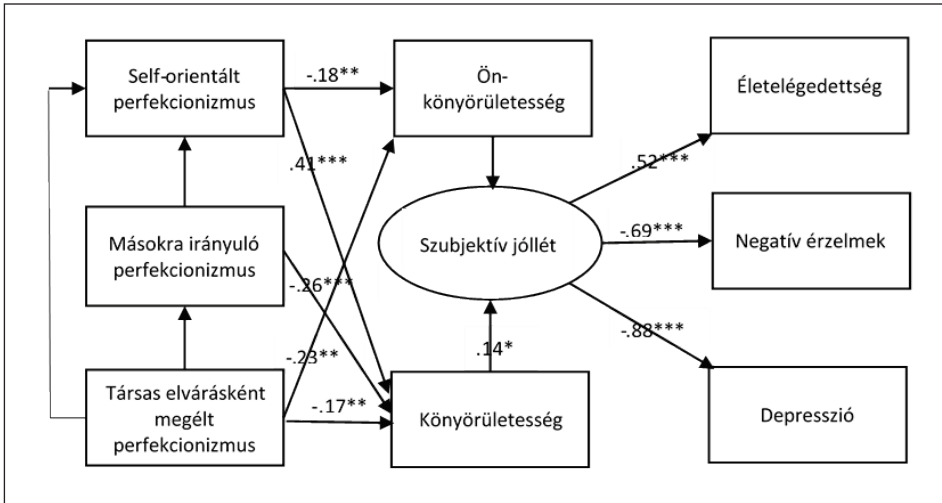 Self-orientált
perfekcionizmus
-.18**
Ön-
könyörületesség
Életelégedettség
.41***
.52***
Másokra irányuló
perfekcionizmus
Szubjektív jóllét
-.69***
Negatív érzelmek
-.26***
-.23**
.14*
-.88***
Társas elvárásként
megélt
perfekcionizmus
-.17**
Könyörületesség
Depresszió